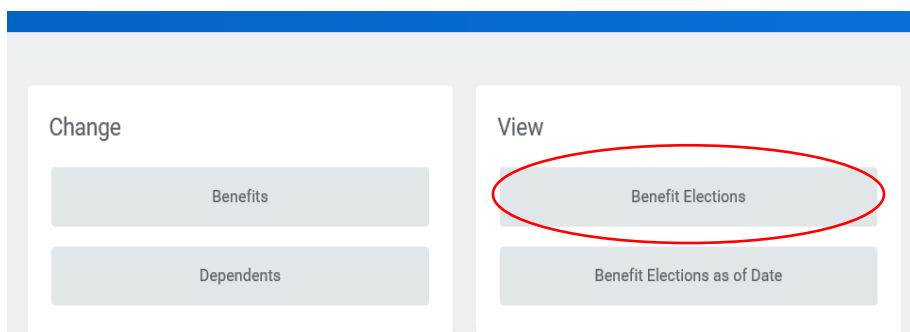 Change
Benefits
Dependents
View
Benefit Elections
Benefit Elections as of Date